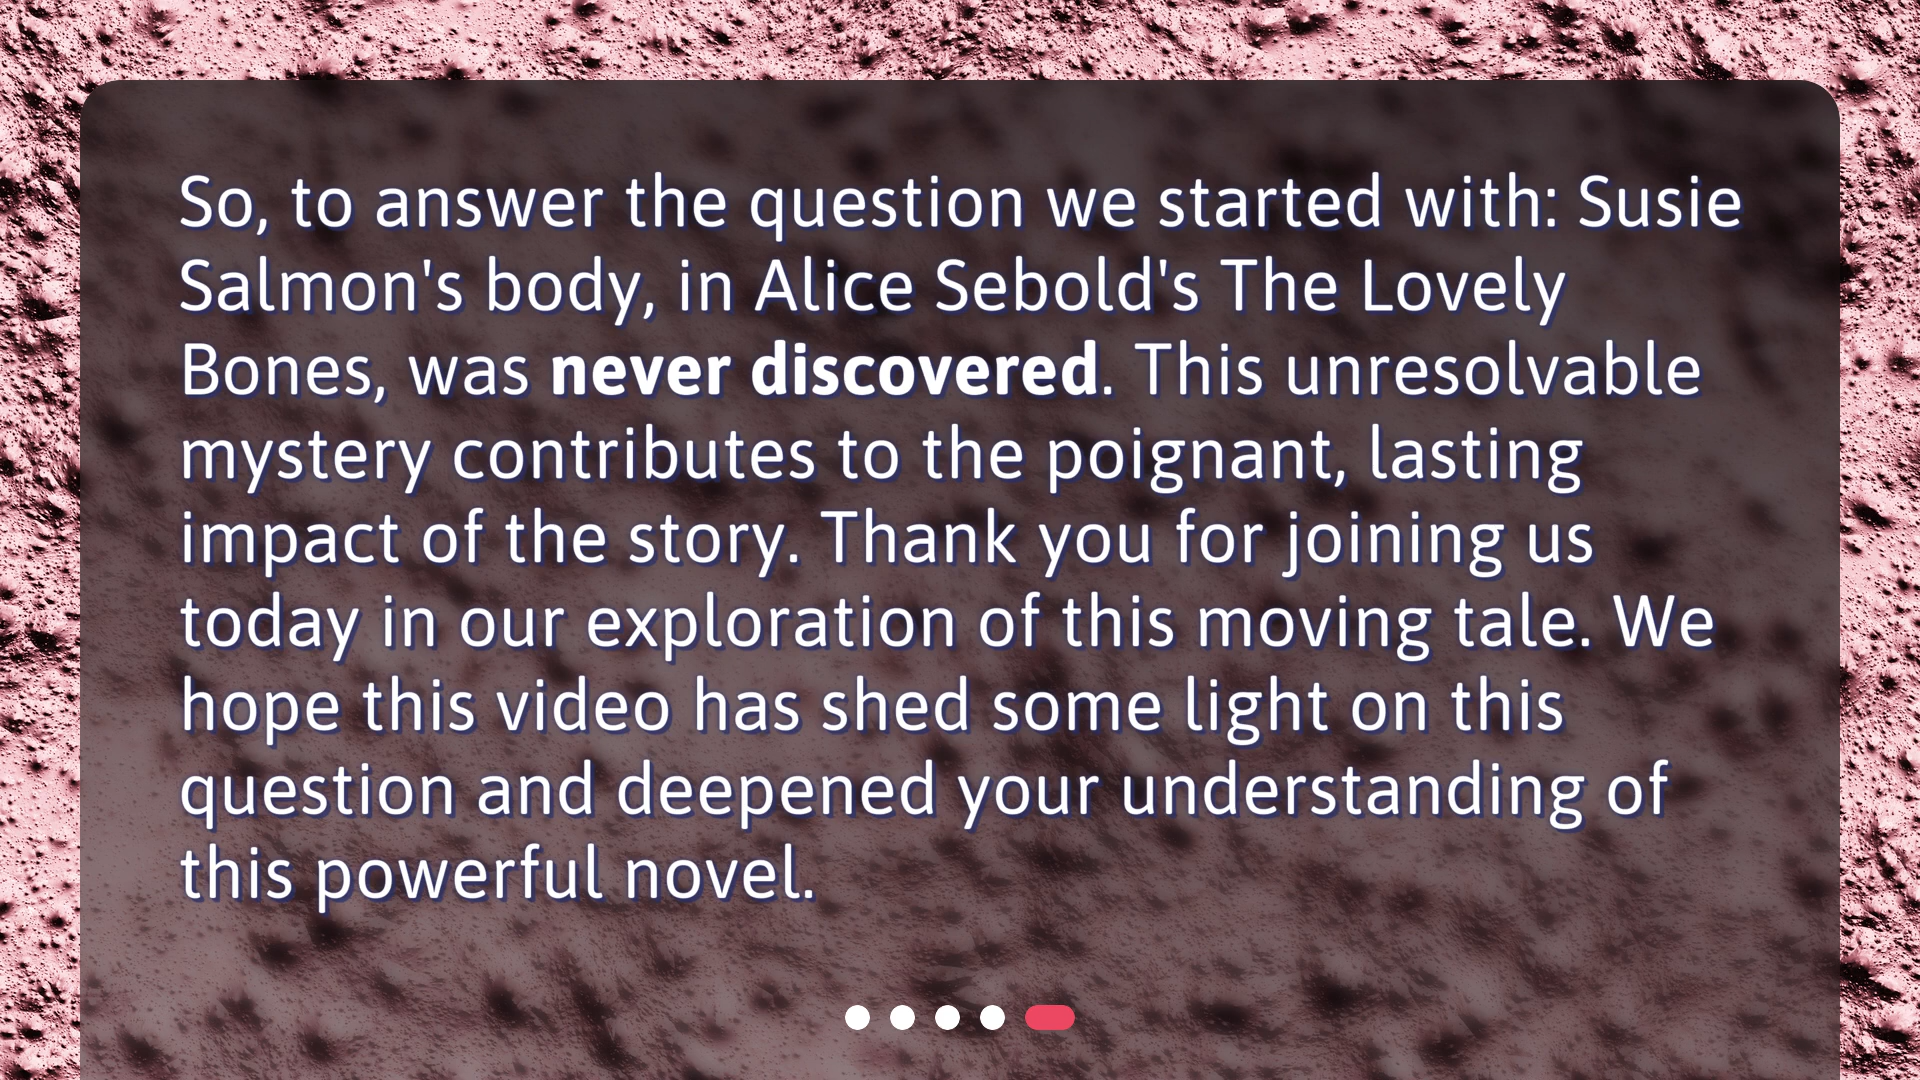 So, to answer the question we started with: Susie
Salmon's body, in Alice Sebold's The Lovely
Bones, was never discovered. This unresolvable
mystery contributes to the poignant, lasting
impact of the story. Thank you for joining us
today in our exploration of this moving tale. We
hope this video has shed some light on this
question and deepened your understanding of
this powerful novel.